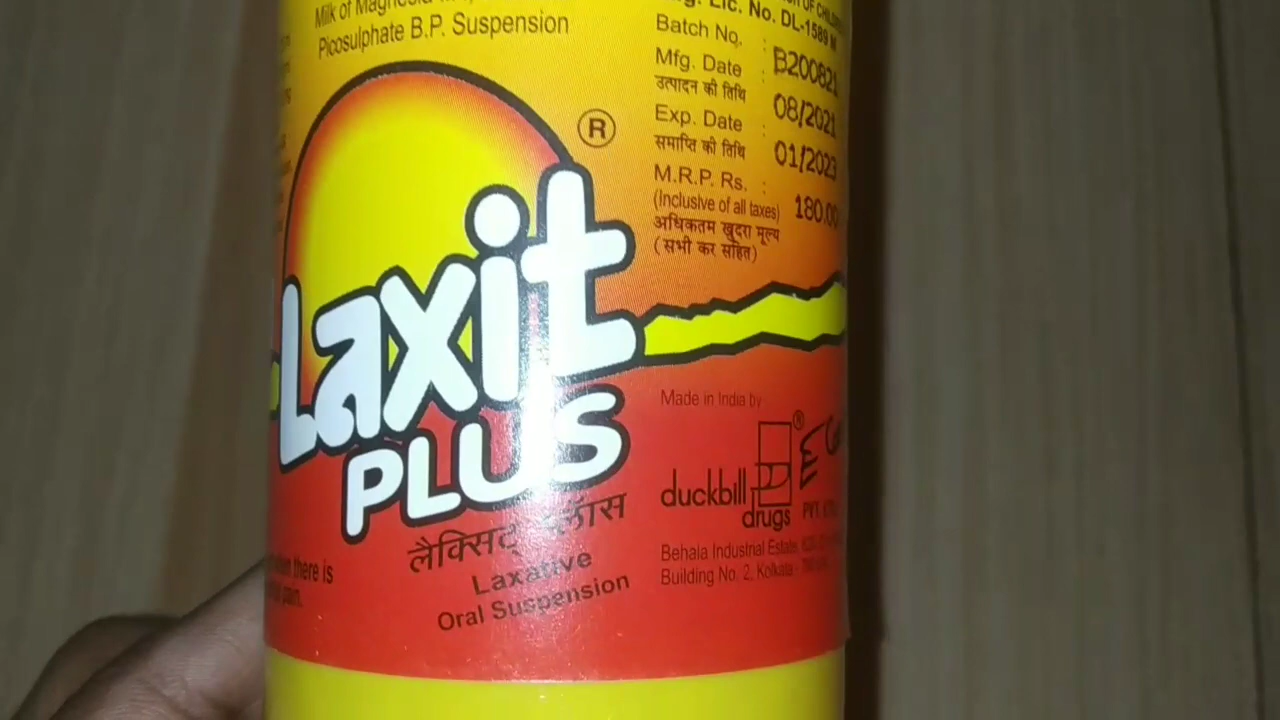 Milk of Magnesia
Picosulphate B.P. Suspension
Lic. No. DL-1589 M
Batch No. : B200821
Mfg. Date : 08/2021
उत्पादन की तिथि
Exp. Date : 01/2023
समाप्ति की तिथि
M.R.P. Rs. : 180.00
(Inclusive of all taxes)
अधिकतम खुदरा मूल्य
(सभी कर सहित)
®
Laxit
PLUS
लैक्सिट्
Laxative
Oral Suspension
there is
pain.
Made in India by
duckbill ®
drugs PVT.
Behala Industrial Estate,
Building No. 2, Kolkata -